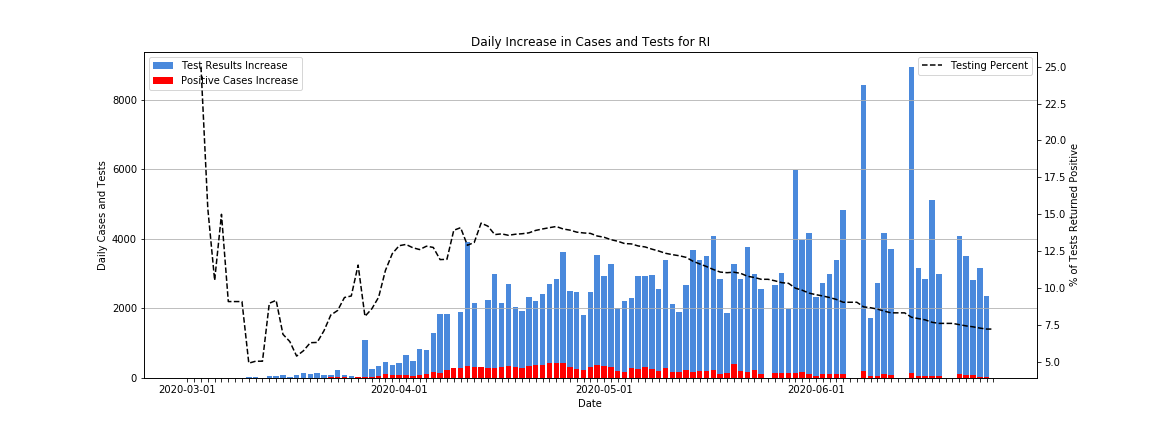 Daily Increase in Cases and Tests for RI
Test Results Increase
Positive Cases Increase
Testing Percent
8000
6000
4000
2000
0
Daily Cases and Tests
25.0
22.5
20.0
17.5
15.0
12.5
10.0
7.5
5.0
% of Tests Returned Positive
2020-03-01
2020-04-01
2020-05-01
2020-06-01
Date